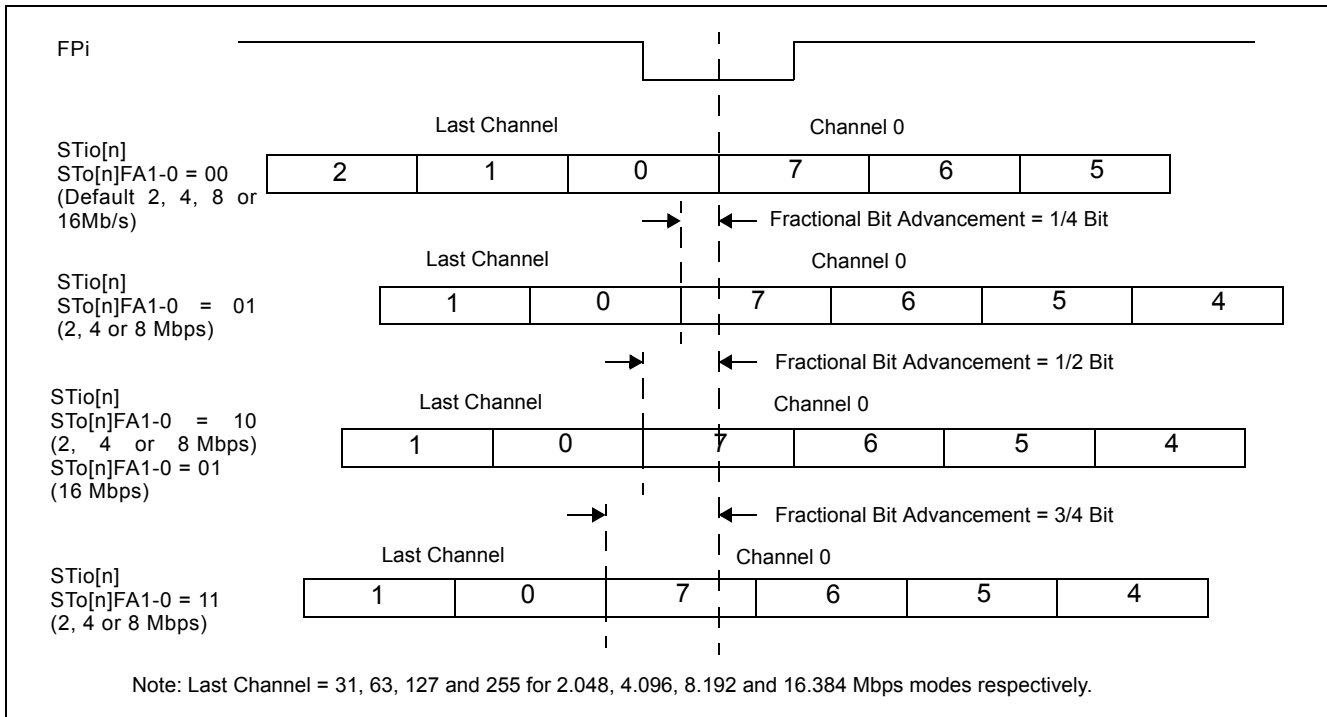 FPi
Last Channel
Channel 0
STio[n]
STo[n]FA1-0 = 00
(Default 2, 4, 8 or
16Mb/s)
2 1 0 7 6 5
Fractional Bit Advancement = 1/4 Bit
Last Channel
Channel 0
STio[n]
STo[n]FA1-0 = 01
(2, 4 or 8 Mbps)
1 0 7 6 5 4
Fractional Bit Advancement = 1/2 Bit
Last Channel
Channel 0
STio[n]
STo[n]FA1-0 = 10
(2, 4 or 8 Mbps)
STo[n]FA1-0 = 01
(16 Mbps)
1 0 7 6 5 4
Fractional Bit Advancement = 3/4 Bit
Last Channel
Channel 0
STio[n]
STo[n]FA1-0 = 11
(2, 4 or 8 Mbps)
1 0 7 6 5 4
Note: Last Channel = 31, 63, 127 and 255 for 2.048, 4.096, 8.192 and 16.384 Mbps modes respectively.